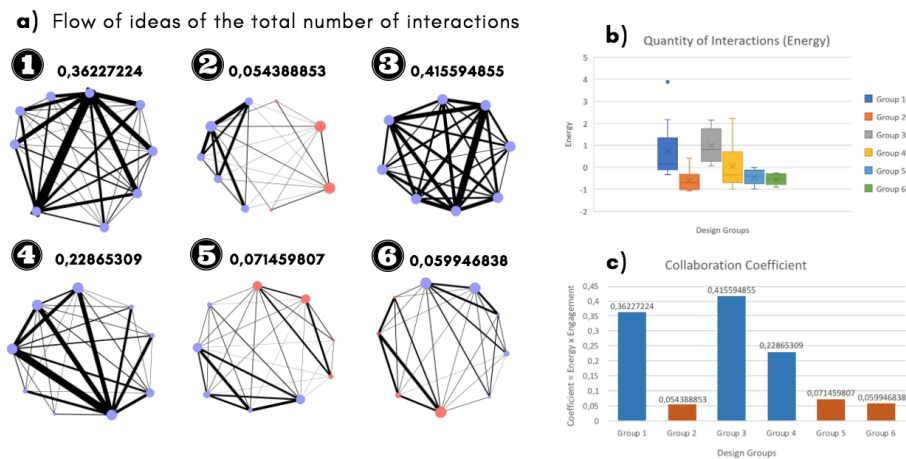 a) Flow of ideas of the total number of interactions
1 0,36227224
2 0,054388853
3 0,415594855
4 0,22865309
5 0,071459807
6 0,059946838
b)
Quantity of Interactions (Energy)
5
4
3
2
1
0
-1
-2
Energy
Design Groups
Group 1
Group 2
Group 3
Group 4
Group 5
Group 6
c)
Collaboration Coefficient
Coefficient = Energy x Engagement
0,45
0,4
0,35
0,3
0,25
0,2
0,15
0,1
0,05
0
0,36227224
0,054388853
0,415594855
0,22865309
0,071459807
0,059946838
Group 1
Group 2
Group 3
Group 4
Group 5
Group 6
Design Groups